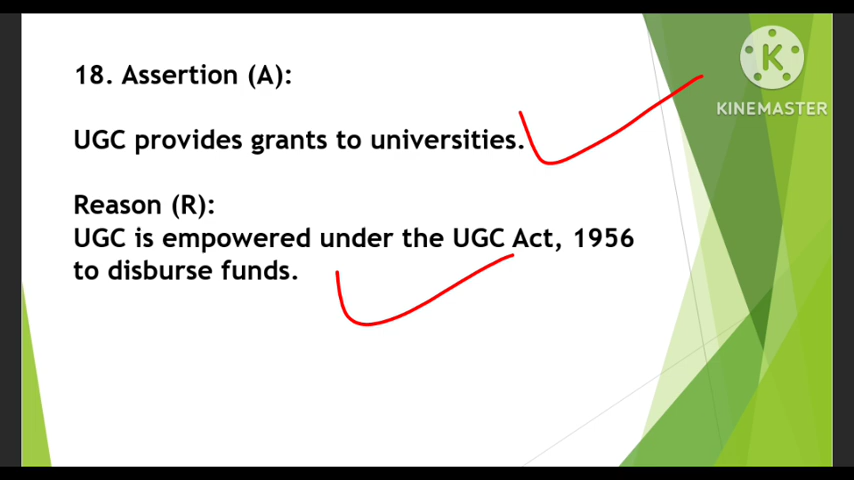 18. Assertion (A):
UGC provides grants to universities.
Reason (R):
UGC is empowered under the UGC Act, 1956
to disburse funds.
K
KINEMASTER